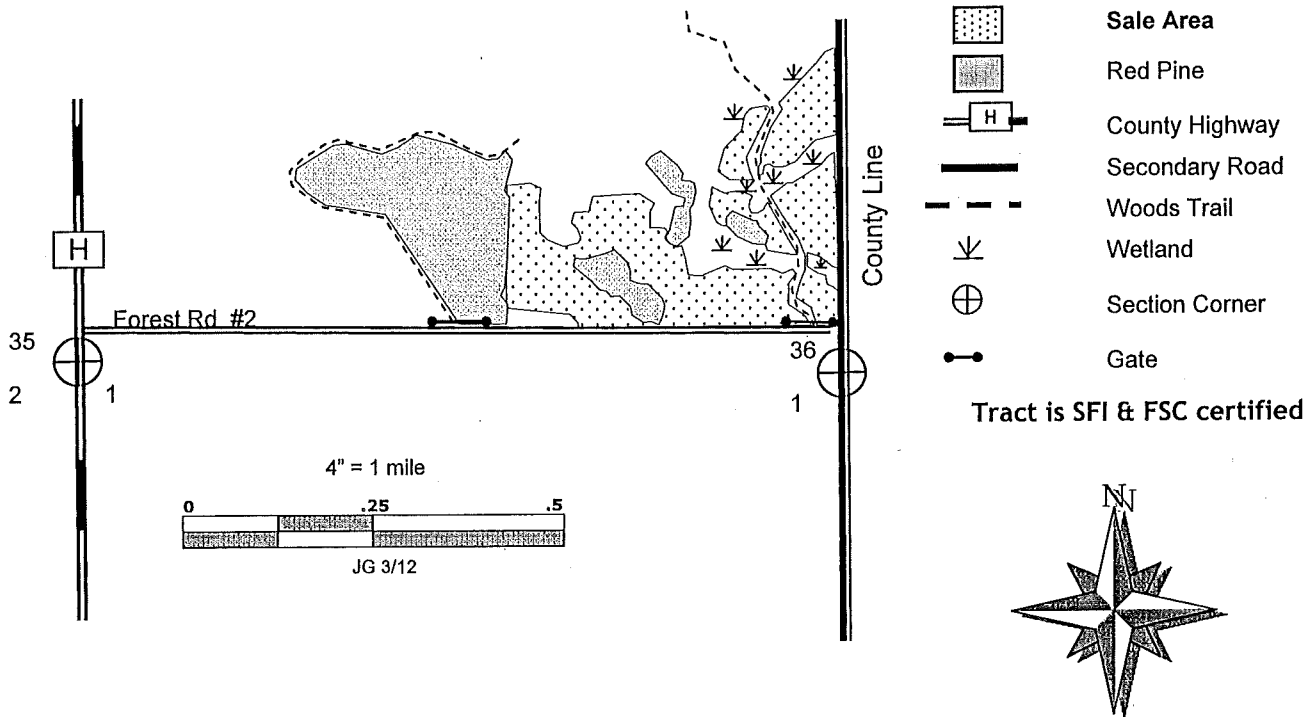 Sale Area
Red Pine
H
County Highway
Secondary Road
Woods Trail
Wetland
Section Corner
Gate
Tract is SFI & FSC certified
County Line
H
Forest Rd #2
35
36
2
1
1
4" = 1 mile
0 .25 .5
JG 3/12
N
N